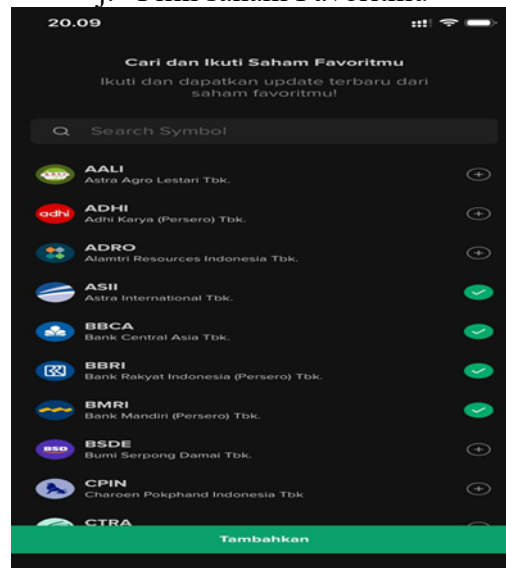 20.09
Cari dan Ikuti Saham Favoritmu
Ikuti dan dapatkan update terbaru dari
saham favoritmu!
Search Symbol
AALI
Astra Agro Lestari Tbk.
adhi
ADHI
Adhi Karya (Persero) Tbk.
ADRO
Alamtri Resources Indonesia Tbk.
ASII
Astra International Tbk.
BBCA
Bank Central Asia Tbk.
BBRI
Bank Rakyat Indonesia (Persero) Tbk.
BMRI
Bank Mandiri (Persero) Tbk.
BSD
BSDE
Bumi Serpong Damai Tbk.
CPIN
Charoen Pokphand Indonesia Tbk
CTRA
Tambahkan